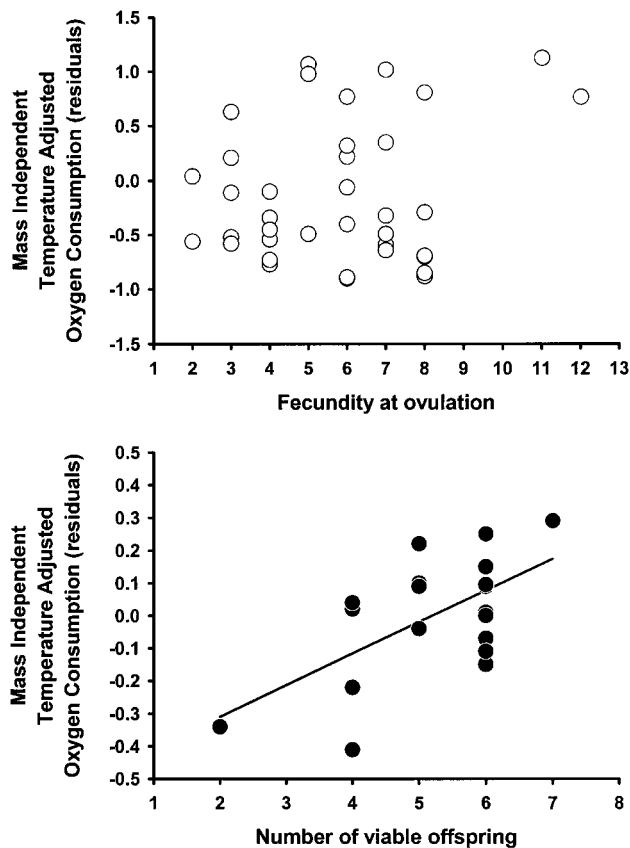 Mass Independent
Temperature Adjusted
Oxygen Consumption (residuals)
1.5
1.0
0.5
0.0
-0.5
-1.0
-1.5
1 2 3 4 5 6 7 8 9 10 11 12 13
Fecundity at ovulation
Mass Independent
Temperature Adjusted
Oxygen Consumption (residuals)
0.5
0.4
0.3
0.2
0.1
0.0
-0.1
-0.2
-0.3
-0.4
-0.5
1 2 3 4 5 6 7 8
Number of viable offspring